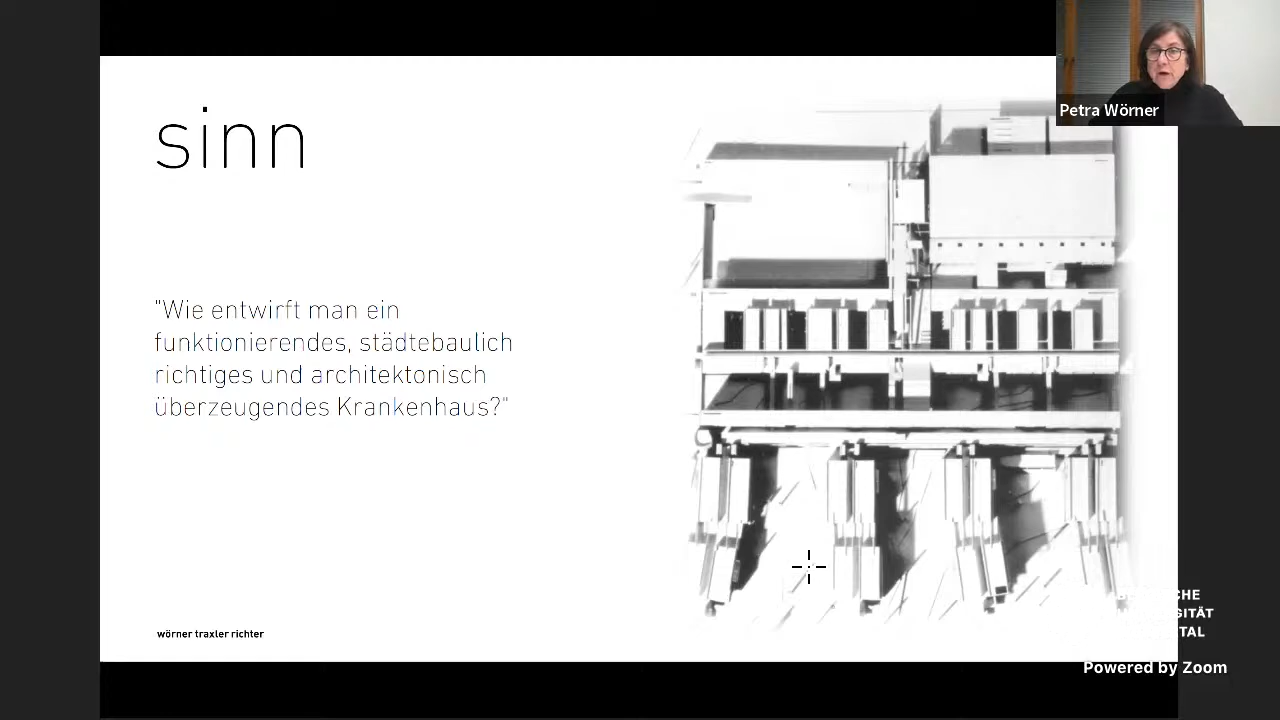 sinn
Petra Wörner
"Wie entwirft man ein
funktionierendes, städtebaulich
richtiges und architektonisch
überzeugendes Krankenhaus?"
wörner traxler richter
Powered by Zoom